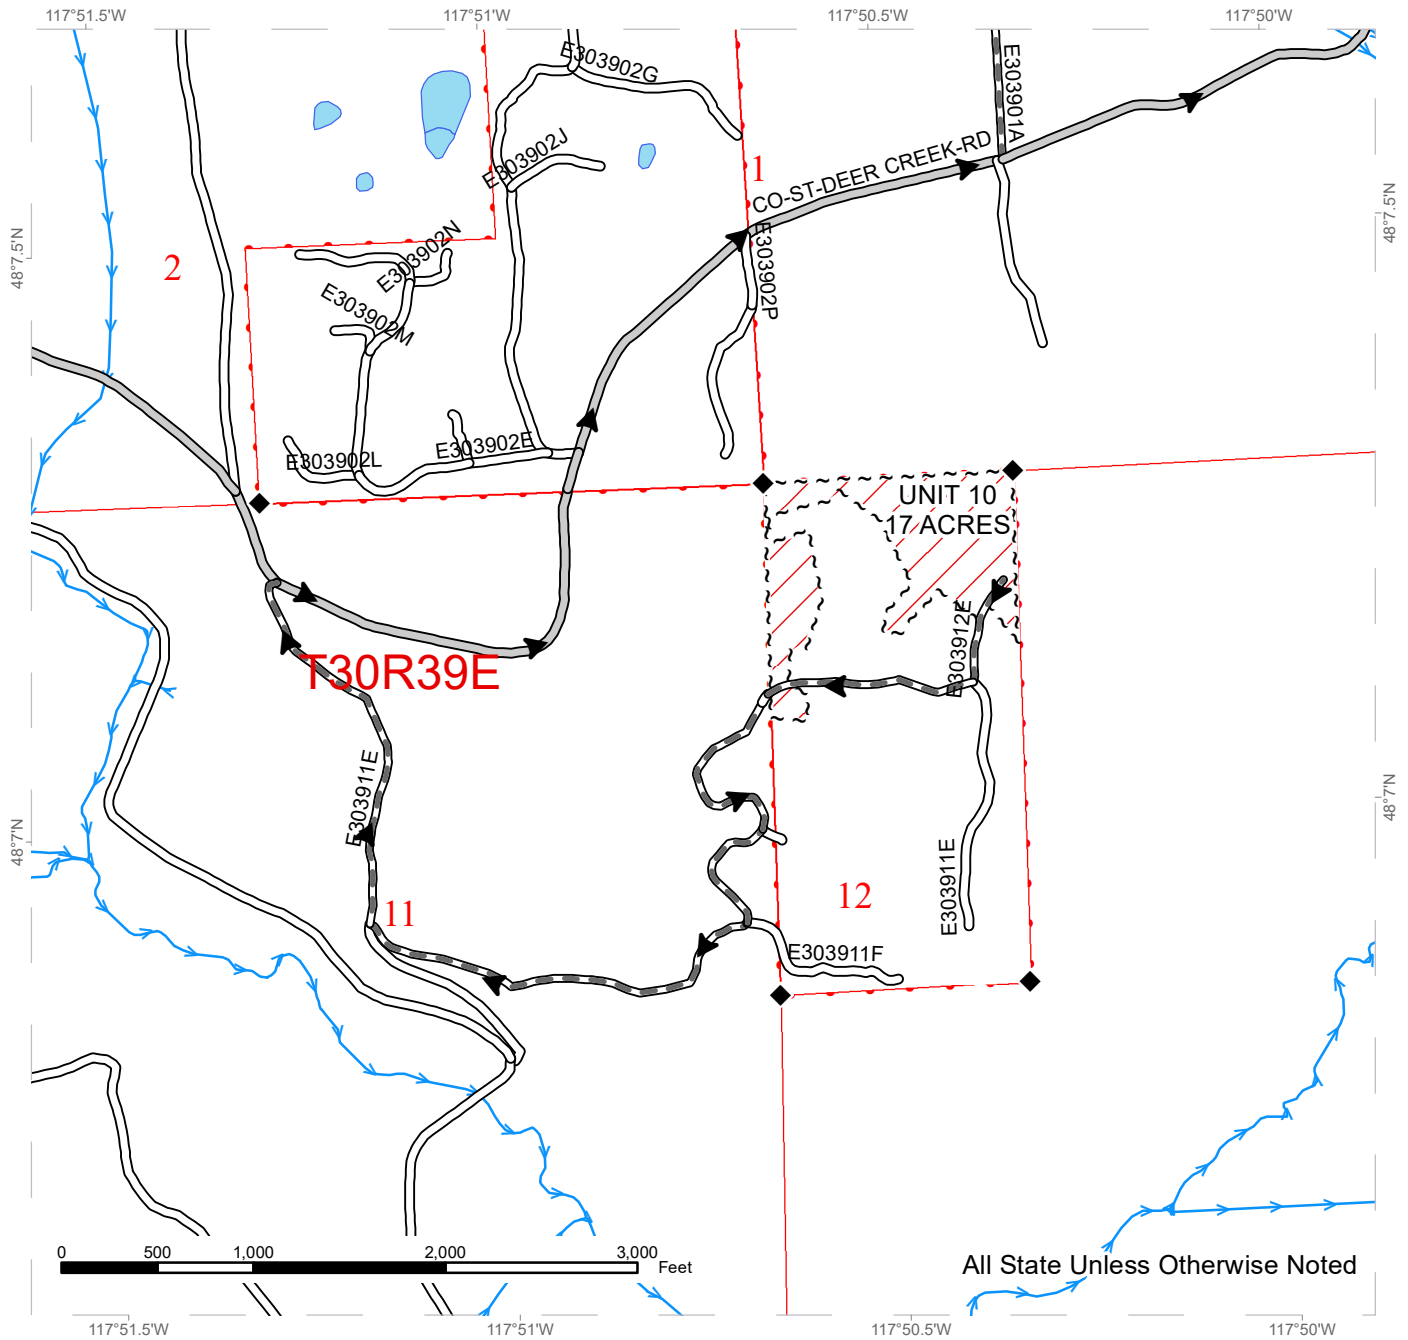 117°51.5'W
117°51'W
117°50.5'W
117°50'W
E303902G
E303901A
E303902J
CO-ST-DEER CREEK-RD
1
48°7.5'N
48°7.5'N
2
E303902N
E303902P
E303902M
E303902E
E303902L
UNIT 10
17 ACRES
E303912E
T30R39E
E303911E
48°7'N
48°7'N
E303911E
12
11
E303911F
0
500
1,000
2,000
3,000
Feet
All State Unless Otherwise Noted
117°51.5'W
117°51'W
117°50.5'W
117°50'W